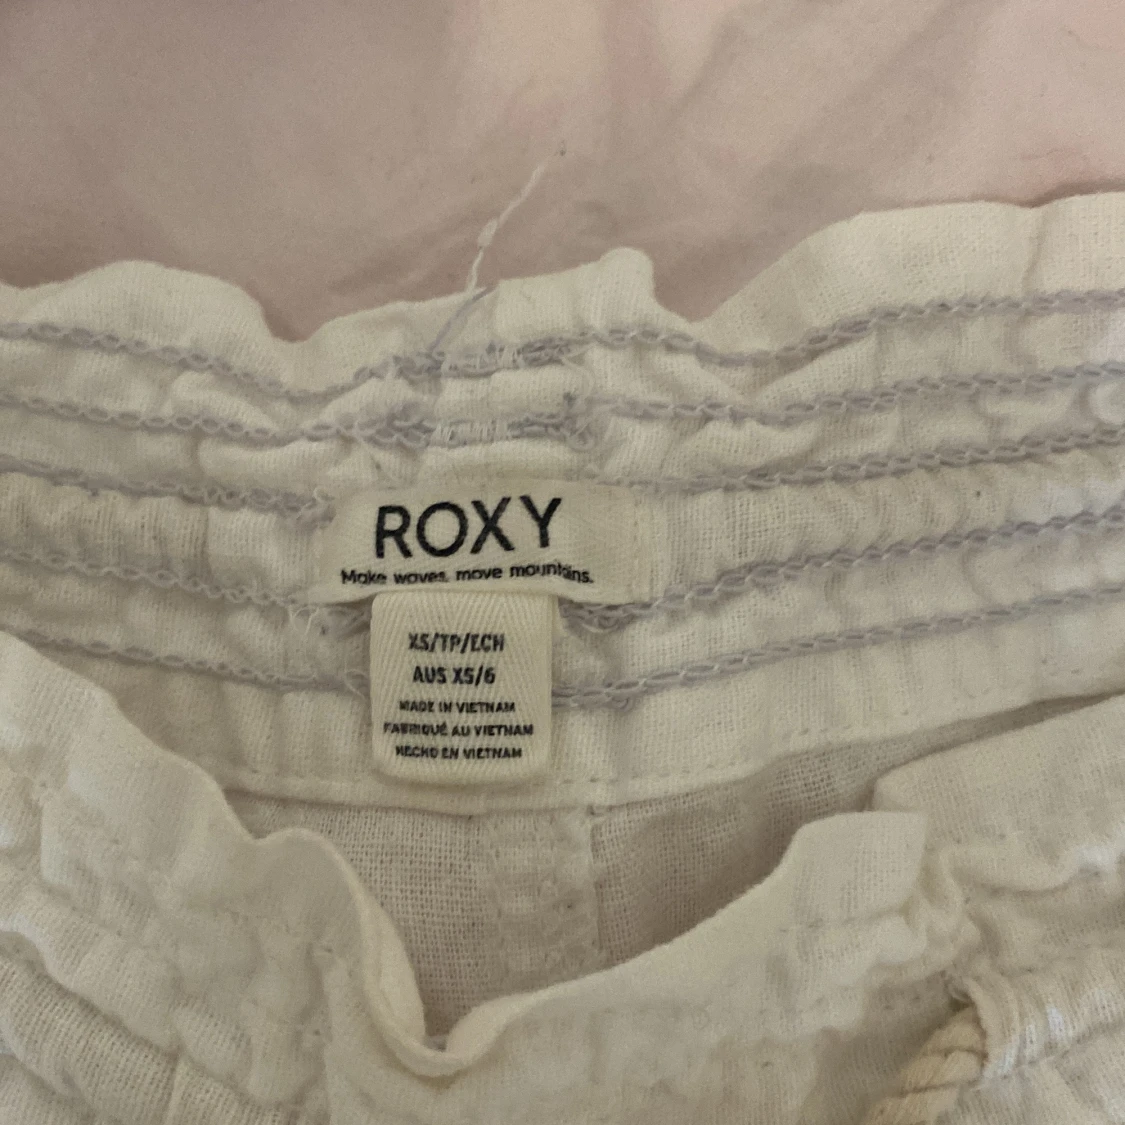 ROXY
Make waves, move mountains.
XS/TP/ECH
AUS XS/6
MADE IN VIETNAM
FABRIQUÉ AU VIETNAM
HECHO EN VIETNAM